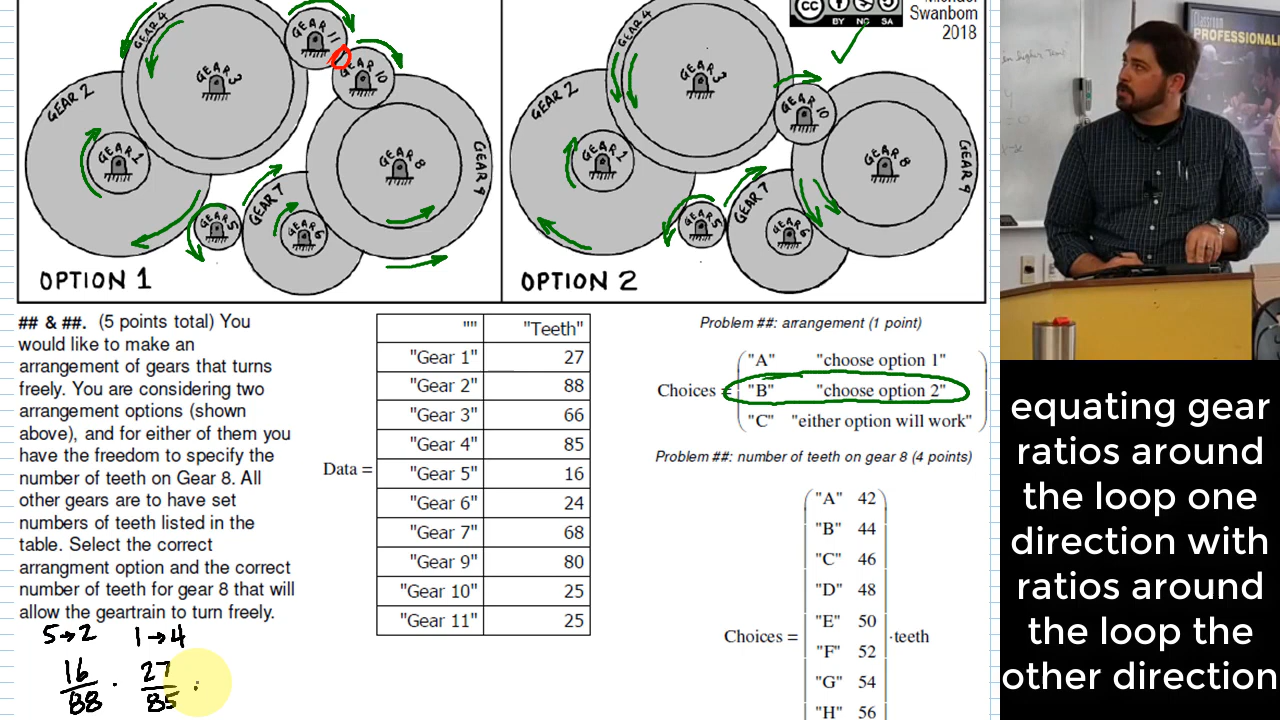 GEAR 4
GEAR 11
GEAR 3
GEAR 10
GEAR 2
GEAR 1
GEAR 8
GEAR 9
GEAR 7
GEAR 5
GEAR 6
OPTION 1
GEAR 4
GEAR 3
GEAR 2
GEAR 10
GEAR 1
GEAR 8
GEAR 9
GEAR 7
GEAR 5
GEAR 6
OPTION 2
CC
BY NC SA
Swanbom
2018
Classroom
PROFESSIONAL
## & ##. (5 points total) You
would like to make an
arrangement of gears that turns
freely. You are considering two
arrangement options (shown
above), and for either of them you
have the freedom to specify the
number of teeth on Gear 8. All
other gears are to have set
numbers of teeth listed in the
table. Select the correct
arrangment option and the correct
number of teeth for gear 8 that will
allow the geartrain to turn freely.
Data =
"" "Teeth"
"Gear 1" 27
"Gear 2" 88
"Gear 3" 66
"Gear 4" 85
"Gear 5" 16
"Gear 6" 24
"Gear 7" 68
"Gear 9" 80
"Gear 10" 25
"Gear 11" 25
Problem ##: arrangement (1 point)
"A" "choose option 1"
Choices = "B" "choose option 2"
"C" "either option will work"
Problem ##: number of teeth on gear 8 (4 points)
"A" 42
"B" 44
"C" 46
"D" 48
"E" 50
Choices = ·teeth
"F" 52
"G" 54
"H" 56
5→2 1→4
16/88 · 27/85 ·
equating gear
ratios around
the loop one
direction with
ratios around
the loop the
other direction